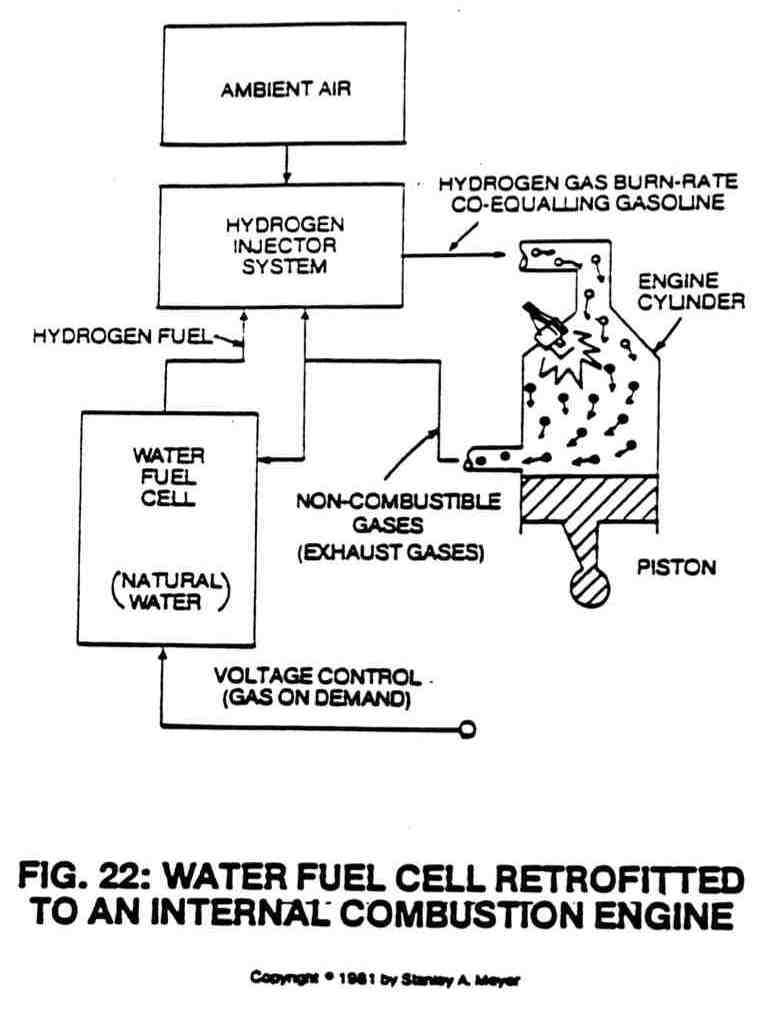 AMBIENT AIR
HYDROGEN GAS BURN-RATE
CO-EQUALLING GASOLINE
HYDROGEN
INJECTOR
SYSTEM
ENGINE
CYLINDER
HYDROGEN FUEL
WATER
FUEL
CELL
NON-COMBUSTIBLE
GASES
(EXHAUST GASES)
(NATURAL
WATER)
PISTON
VOLTAGE CONTROL
(GAS ON DEMAND)
FIG. 22: WATER FUEL CELL RETROFITTED
TO AN INTERNAL COMBUSTION ENGINE
Copyright © 1981 by Stanley A. Meyer